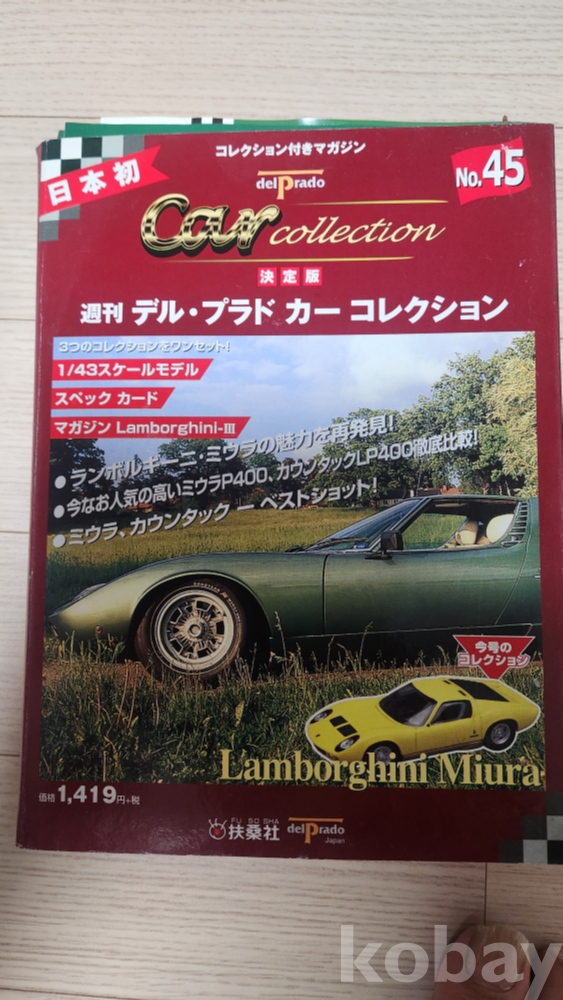 コレクション付きマガジン
日本初
No.45
del Prado
Car collection
決定版
週刊 デル・プラド カー コレクション
3つのコレクションをワンセット!
1/43スケールモデル
スペック カード
マガジン Lamborghini-III
●ランボルギーニ・ミウラの魅力を再発見!
●今なお人気の高いミウラP400、カウンタックLP400徹底比較!
●ミウラ、カウンタック ー ベストショット!
今号の
コレクション
Lamborghini Miura
価格1,419円+税
FU SO SHA
扶桑社
del Prado
Japan
kobay